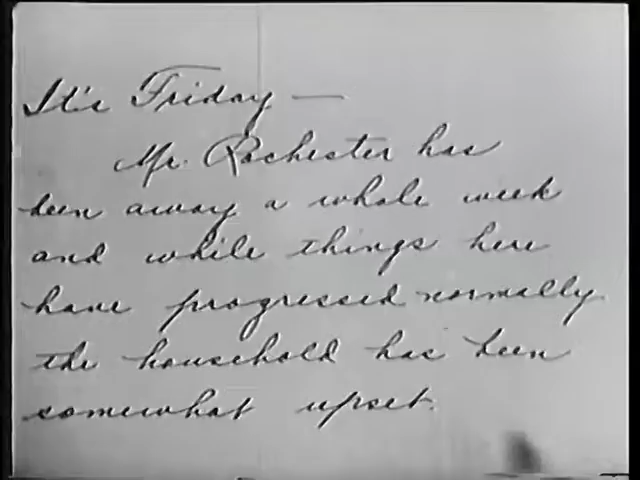 It's Friday —
Mr. Rochester has
been away a whole week
and while things here
have progressed normally
the household has been
somewhat upset.